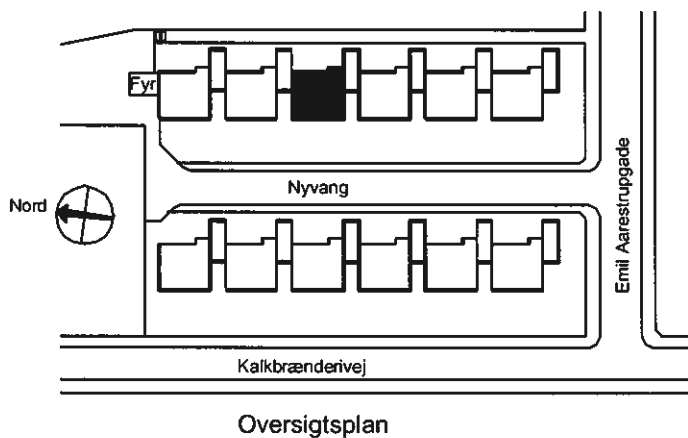 Fyr
Nyvang
Nord
Emil Aarestrupgade
Kalkbrænderivej
Oversigtsplan